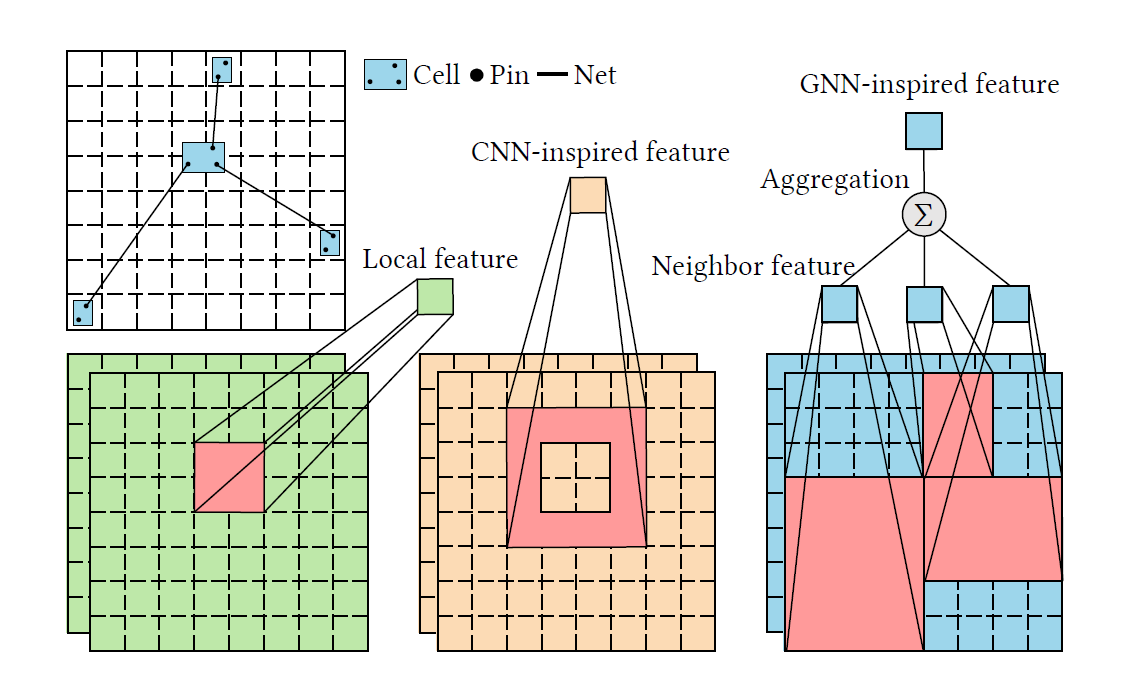 Cell Pin Net
GNN-inspired feature
CNN-inspired feature
Aggregation
Σ
Local feature
Neighbor feature